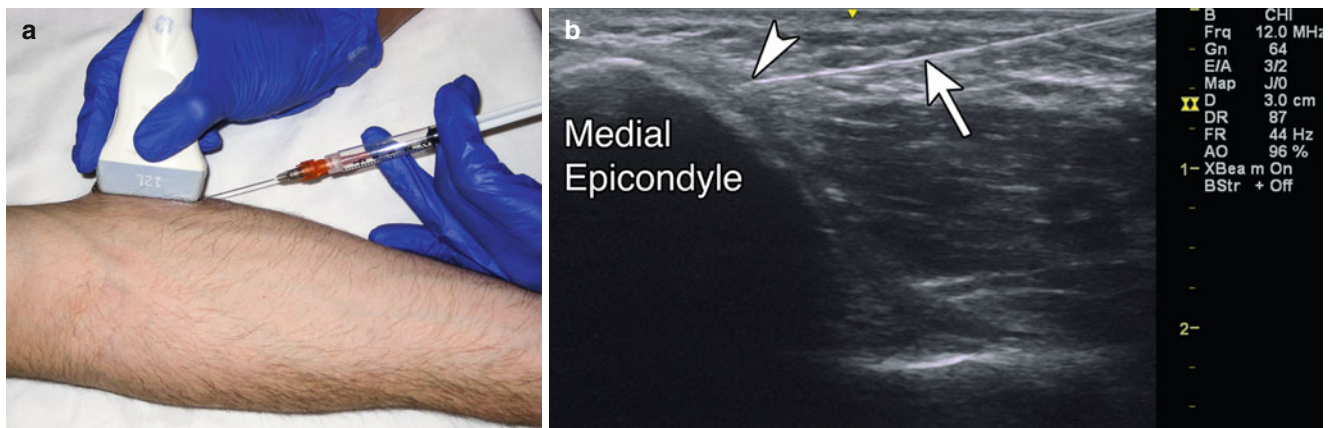 a
12L
b
Medial
Epicondyle
B CHI
Frq 12.0 MHz
Gn 64
E/A 3/2
Map J/0
D 3.0 cm
DR 87
FR 44 Hz
AO 96 %
XBeam On
BStr + Off
1
2